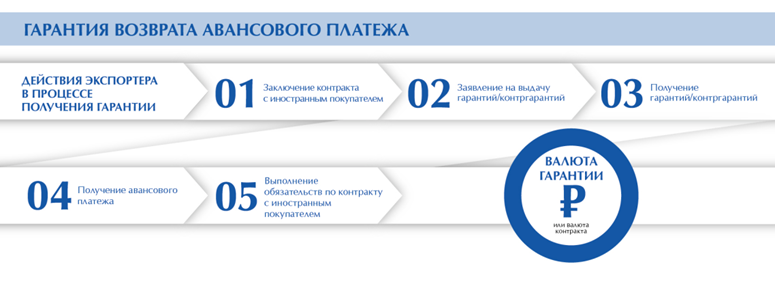 ГАРАНТИЯ ВОЗВРАТА АВАНСОВОГО ПЛАТЕЖА
ДЕЙСТВИЯ ЭКСПОРТЕРА
В ПРОЦЕССЕ
ПОЛУЧЕНИЯ ГАРАНТИИ
01
Заключение контракта
с иностранным покупателем
02
Заявление на выдачу
гарантий/контргарантий
03
Получение
гарантий/контргарантий
04
Получение авансового
платежа
05
Выполнение
обязательств по контракту
с иностранным
покупателем
ВАЛЮТА
ГАРАНТИИ
₽
или валюта
контракта